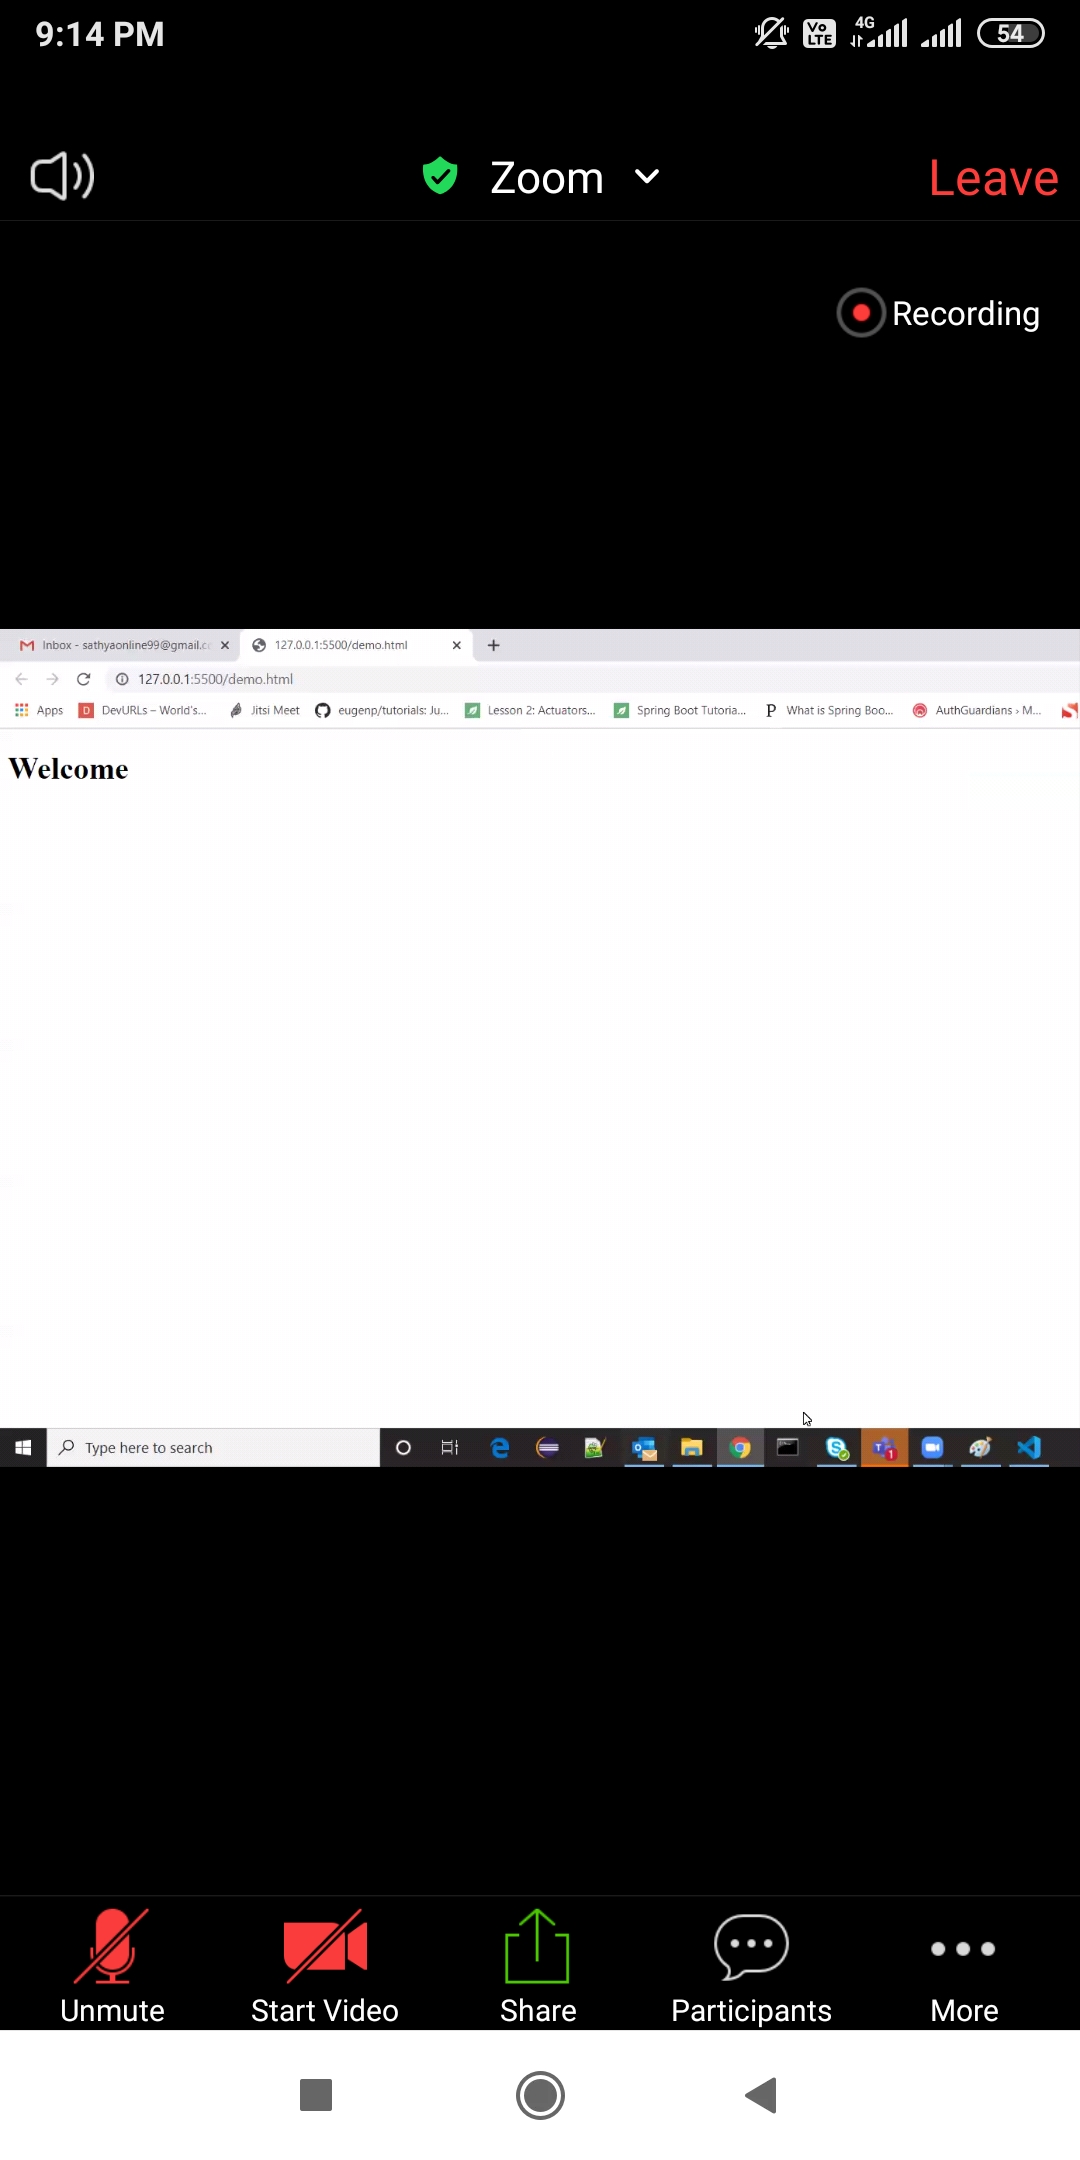 9:14 PM
Vo LTE 4G 54
Zoom
Leave
Recording
Inbox - sathyaonline99@gmail.c
127.0.0.1:5500/demo.html
127.0.0.1:5500/demo.html
Apps
DevURLs – World's...
Jitsi Meet
eugenp/tutorials: Ju...
Lesson 2: Actuators...
Spring Boot Tutoria...
What is Spring Boo...
AuthGuardians › M...
Welcome
Type here to search
Unmute
Start Video
Share
Participants
More